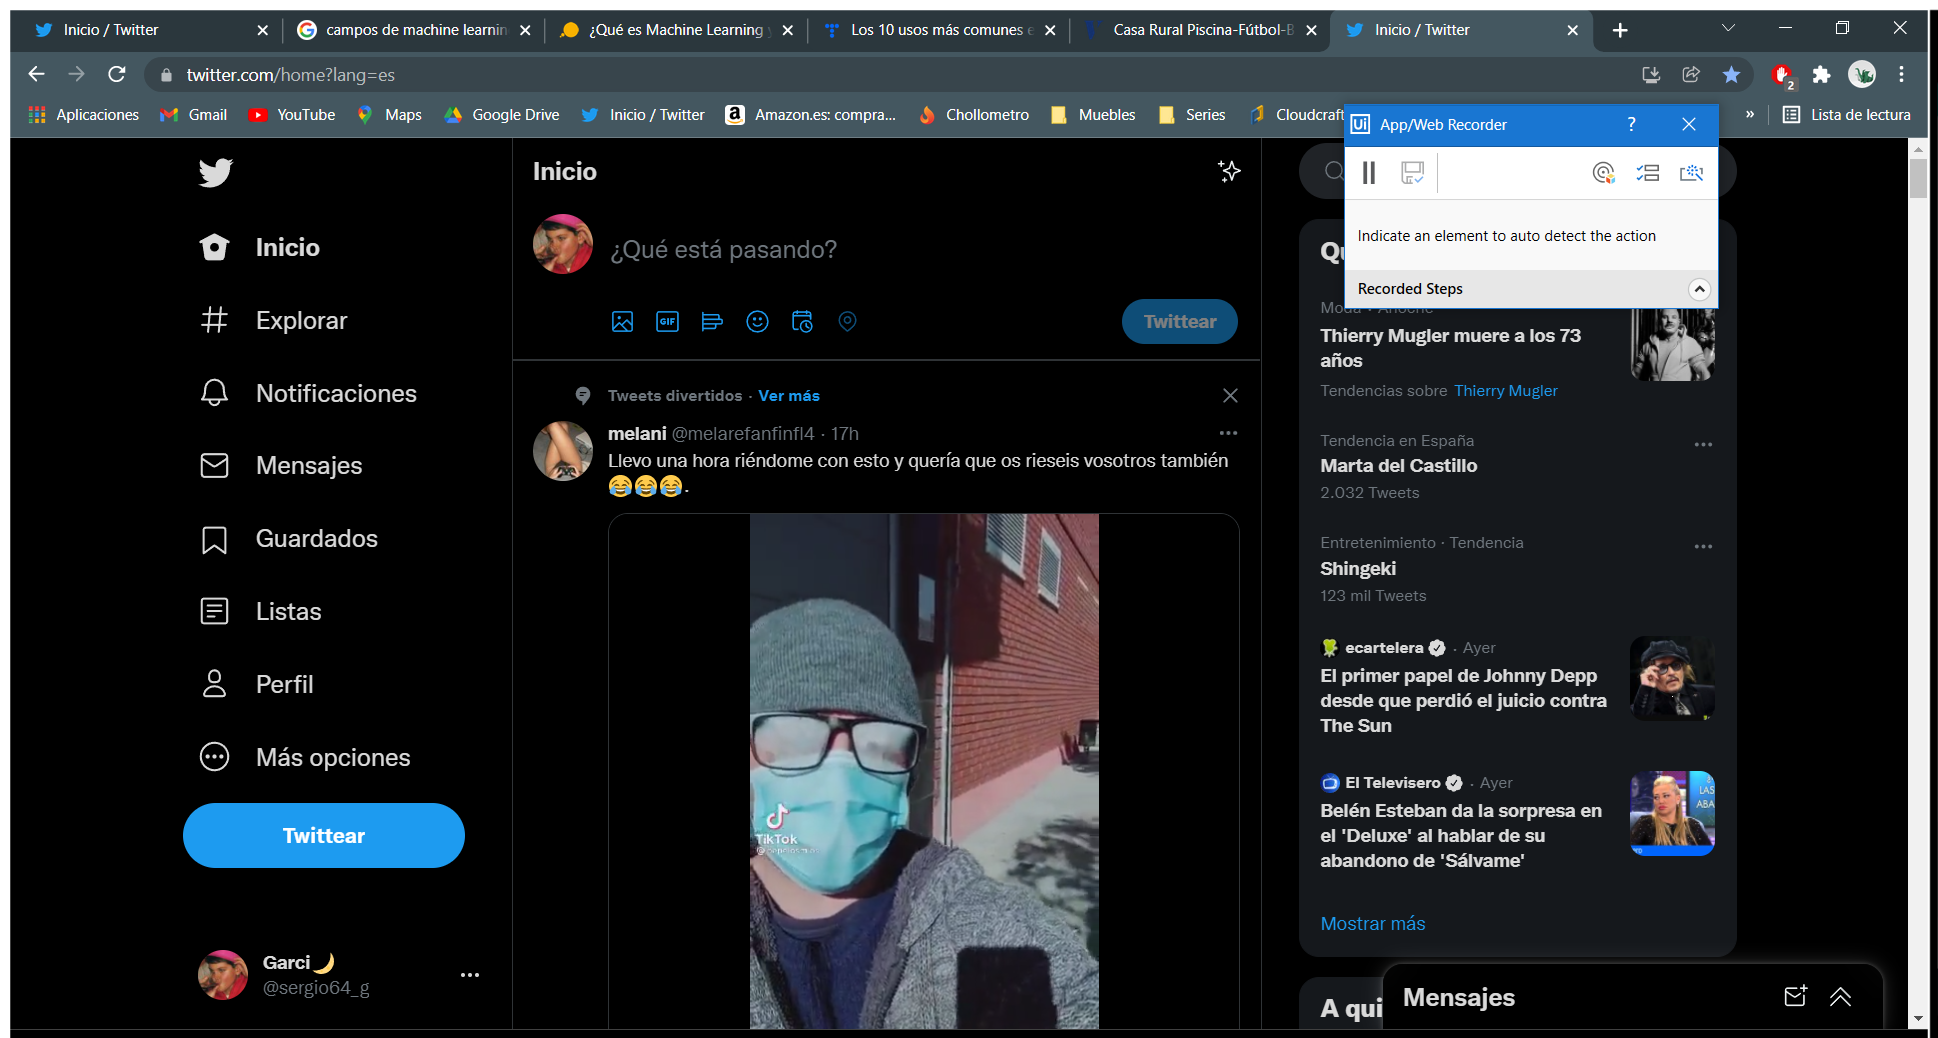 Inicio / Twitter
campos de machine learnin
¿Qué es Machine Learning y
Los 10 usos más comunes e
Casa Rural Piscina-Fútbol-B
Inicio / Twitter
twitter.com/home?lang=es
2
Aplicaciones
Gmail
YouTube
Maps
Google Drive
Inicio / Twitter
Amazon.es: compra...
Chollometro
Muebles
Series
Cloudcraft
»
Lista de lectura
Ui App/Web Recorder ?
Indicate an element to auto detect the action
Recorded Steps
Inicio
Explorar
Notificaciones
Mensajes
Guardados
Listas
Perfil
Más opciones
Twittear
Garci🌙
@sergio64_g
Inicio
¿Qué está pasando?
GIF
Twittear
Tweets divertidos · Ver más
melani @melarefanfinfl4 · 17h
Llevo una hora riéndome con esto y quería que os rieseis vosotros también
😂😂😂.
TikTok
Qu
Moda · Anoche
Thierry Mugler muere a los 73
años
Tendencias sobre Thierry Mugler
Tendencia en España
Marta del Castillo
2.032 Tweets
Entretenimiento · Tendencia
Shingeki
123 mil Tweets
ecartelera · Ayer
El primer papel de Johnny Depp
desde que perdió el juicio contra
The Sun
El Televisero · Ayer
Belén Esteban da la sorpresa en
el 'Deluxe' al hablar de su
abandono de 'Sálvame'
LAS
ABA
Mostrar más
A qui
Mensajes